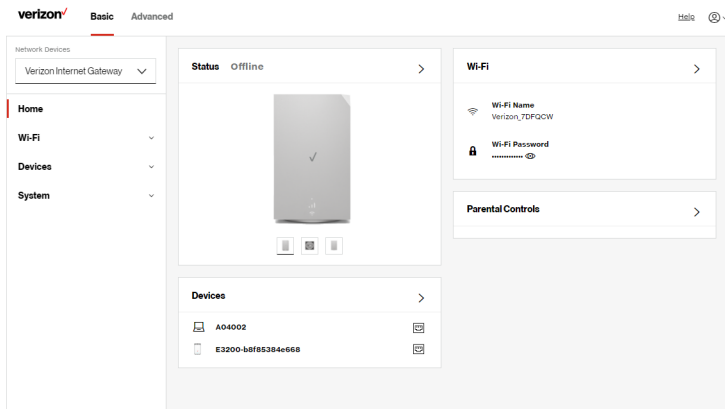 verizon
Basic
Advanced
Help
Network Devices
Verizon Internet Gateway
Home
Wi-Fi
Devices
System
Status Offline
Devices
A04002
E3200-b8f85384e668
Wi-Fi
Wi-Fi Name
Verizon_7DFQCW
Wi-Fi Password
Parental Controls